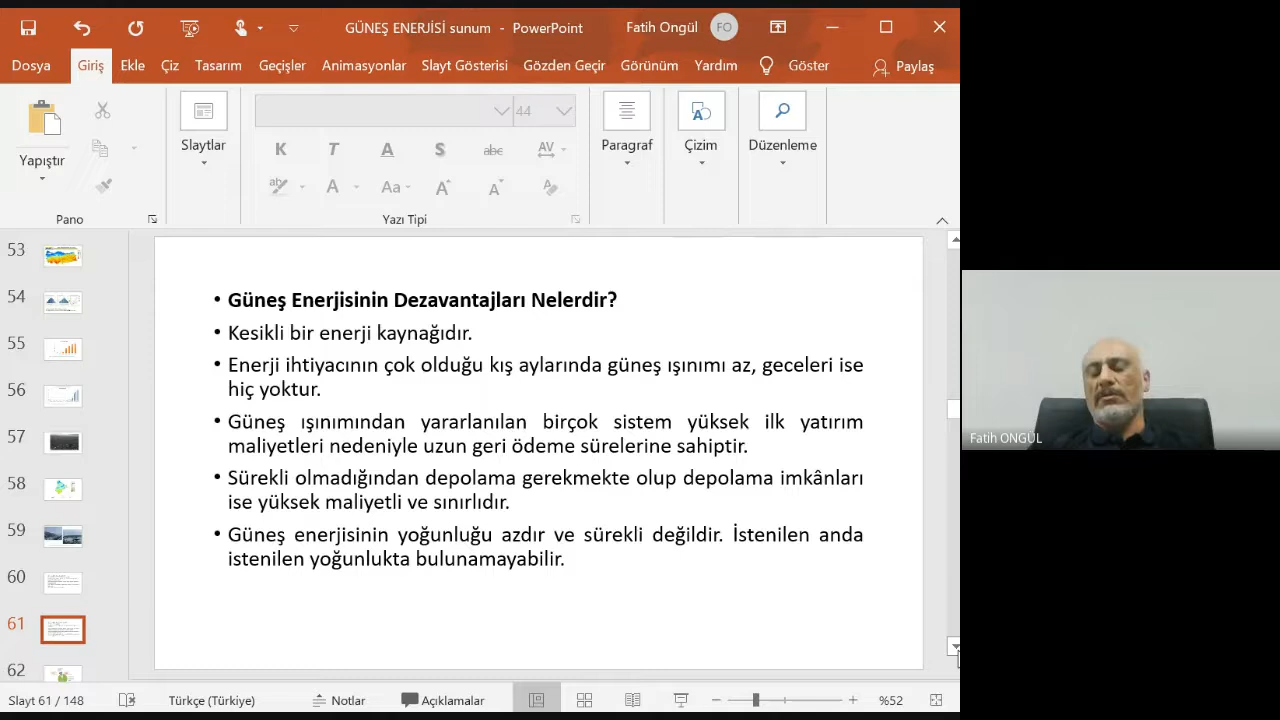 GÜNEŞ ENERJİSİ sunum - PowerPoint
Fatih Ongül
FO
Dosya
Giriş
Ekle
Çiz
Tasarım
Geçişler
Animasyonlar
Slayt Gösterisi
Gözden Geçir
Görünüm
Yardım
Göster
Paylaş
44
Yapıştır
Slaytlar
K T A S abc AV
ab A Aa A A A
Paragraf
Çizim
Düzenleme
Pano
Yazı Tipi
53
54
55
56
57
58
59
60
61
62
• Güneş Enerjisinin Dezavantajları Nelerdir?
• Kesikli bir enerji kaynağıdır.
• Enerji ihtiyacının çok olduğu kış aylarında güneş ışınımı az, geceleri ise
hiç yoktur.
• Güneş ışınımından yararlanılan birçok sistem yüksek ilk yatırım
maliyetleri nedeniyle uzun geri ödeme sürelerine sahiptir.
• Sürekli olmadığından depolama gerekmekte olup depolama imkânları
ise yüksek maliyetli ve sınırlıdır.
• Güneş enerjisinin yoğunluğu azdır ve sürekli değildir. İstenilen anda
istenilen yoğunlukta bulunamayabilir.
Fatih ONGÜL
Slayt 61 / 148
Türkçe (Türkiye)
Notlar
Açıklamalar
%52